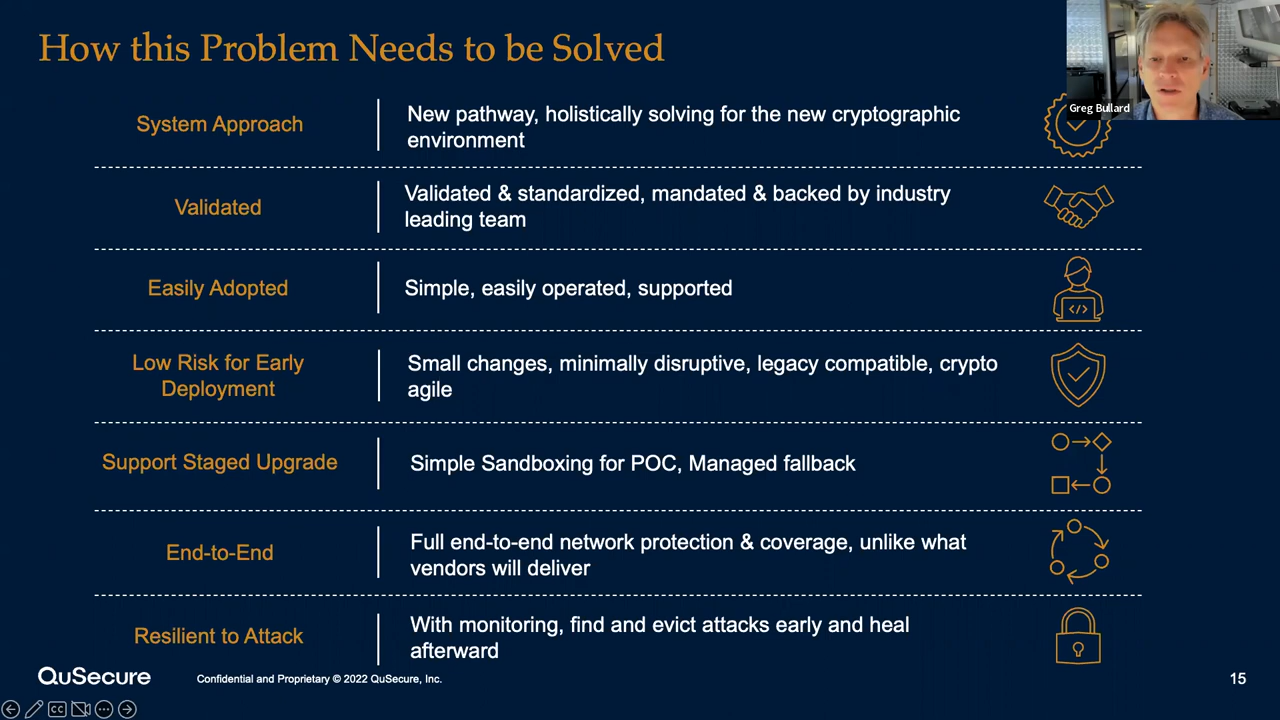 How this Problem Needs to be Solved
Greg Bullard
System Approach
New pathway, holistically solving for the new cryptographic
environment
Validated
Validated & standardized, mandated & backed by industry
leading team
Easily Adopted
Simple, easily operated, supported
</>
Low Risk for Early
Deployment
Small changes, minimally disruptive, legacy compatible, crypto
agile
Support Staged Upgrade
Simple Sandboxing for POC, Managed fallback
End-to-End
Full end-to-end network protection & coverage, unlike what
vendors will deliver
Resilient to Attack
With monitoring, find and evict attacks early and heal
afterward
QuSecure
Confidential and Proprietary © 2022 QuSecure, Inc.
15
CC